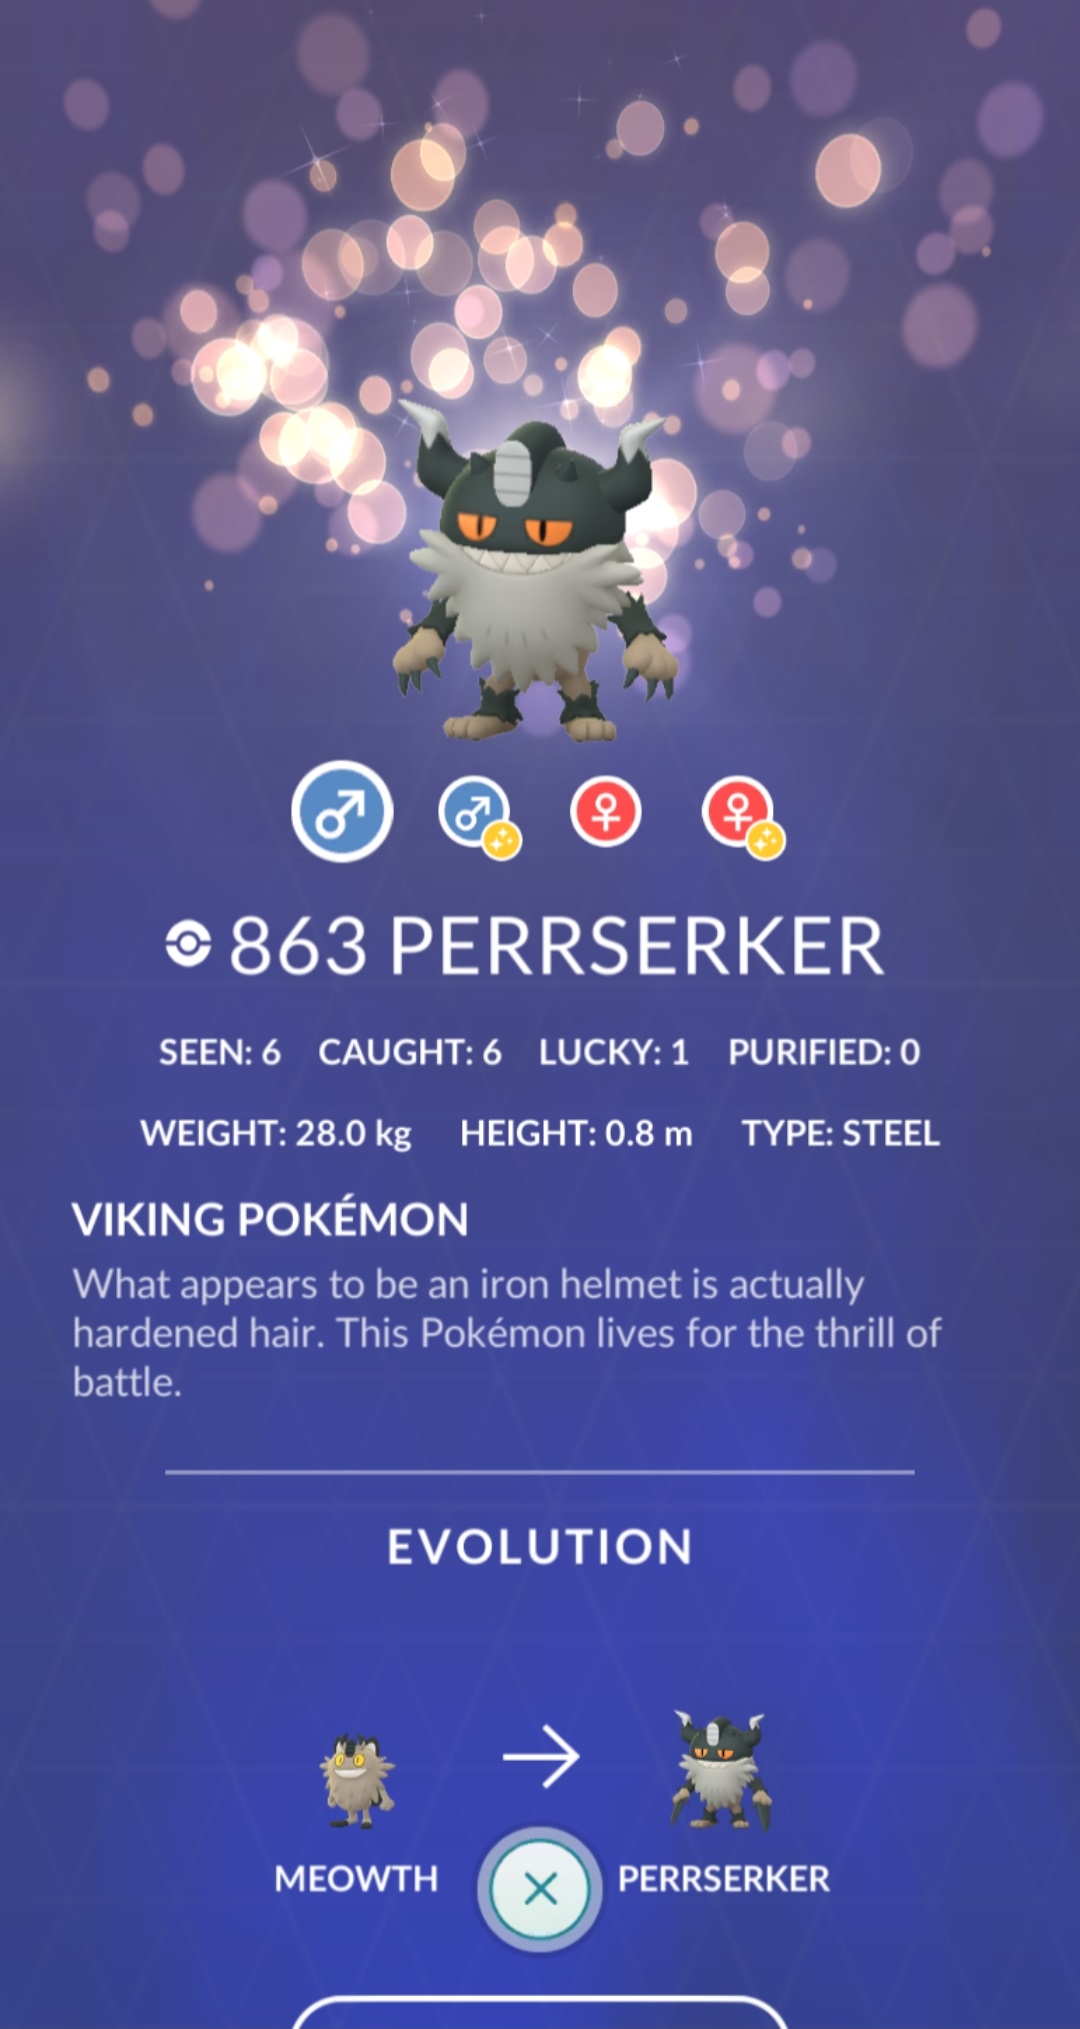 863 PERRSERKER
SEEN: 6 CAUGHT: 6 LUCKY: 1 PURIFIED: 0
WEIGHT: 28.0 kg HEIGHT: 0.8 m TYPE: STEEL
VIKING POKÉMON
What appears to be an iron helmet is actually
hardened hair. This Pokémon lives for the thrill of
battle.
EVOLUTION
MEOWTH PERRSERKER